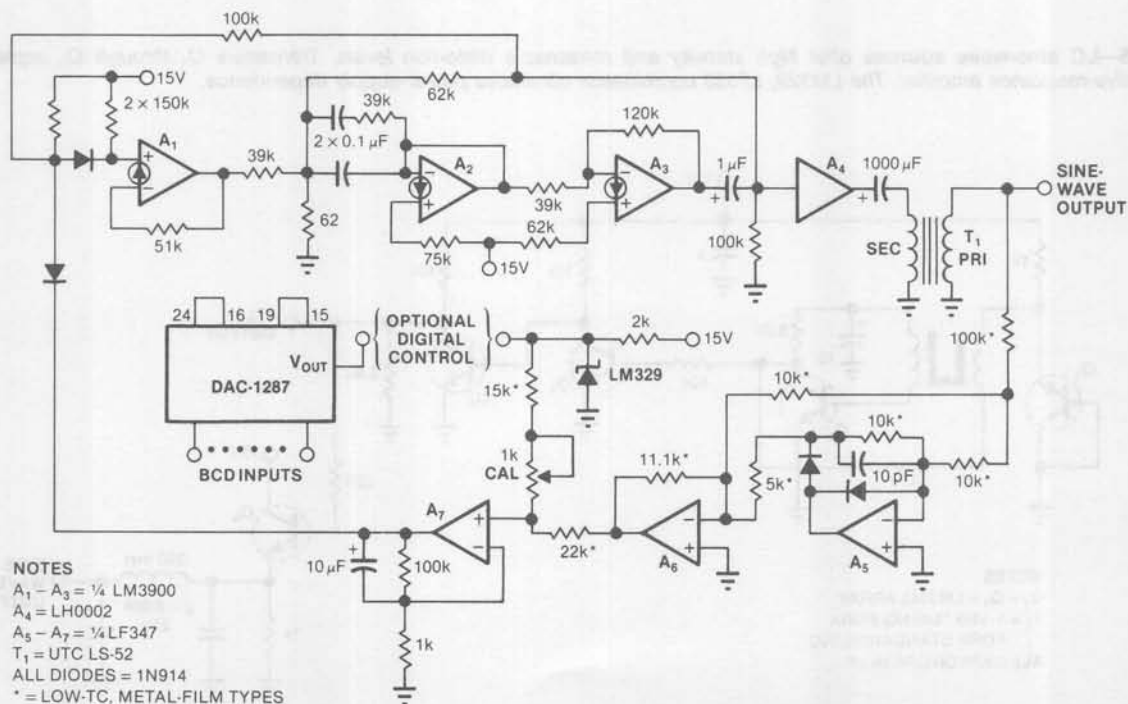 100k
15V
2 × 150k
A1
51k
39k
62
39k
2 × 0.1 μF
62k
A2
75k
15V
62k
39k
120k
A3
1 μF
+
100k
A4
1000 μF
+
SEC
T1
PRI
SINE-
WAVE
OUTPUT
24
16
19
15
VOUT
DAC-1287
BCD INPUTS
OPTIONAL
DIGITAL
CONTROL
2k
15V
LM329
15k*
1k
CAL
100k*
10k*
10k*
10 pF
10k*
5k*
11.1k*
22k*
A5
A6
A7
10 μF
+
100k
1k
NOTES
A1 – A3 = ¼ LM3900
A4 = LH0002
A5 – A7 = ¼ LF347
T1 = UTC LS-52
ALL DIODES = 1N914
* = LOW-TC, METAL-FILM TYPES